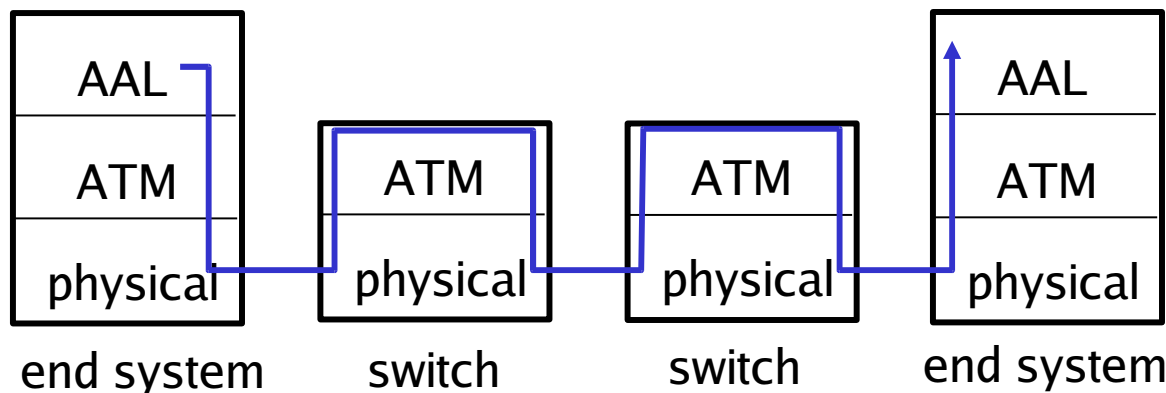 AAL
ATM
physical
end system
ATM
physical
switch
ATM
physical
switch
AAL
ATM
physical
end system